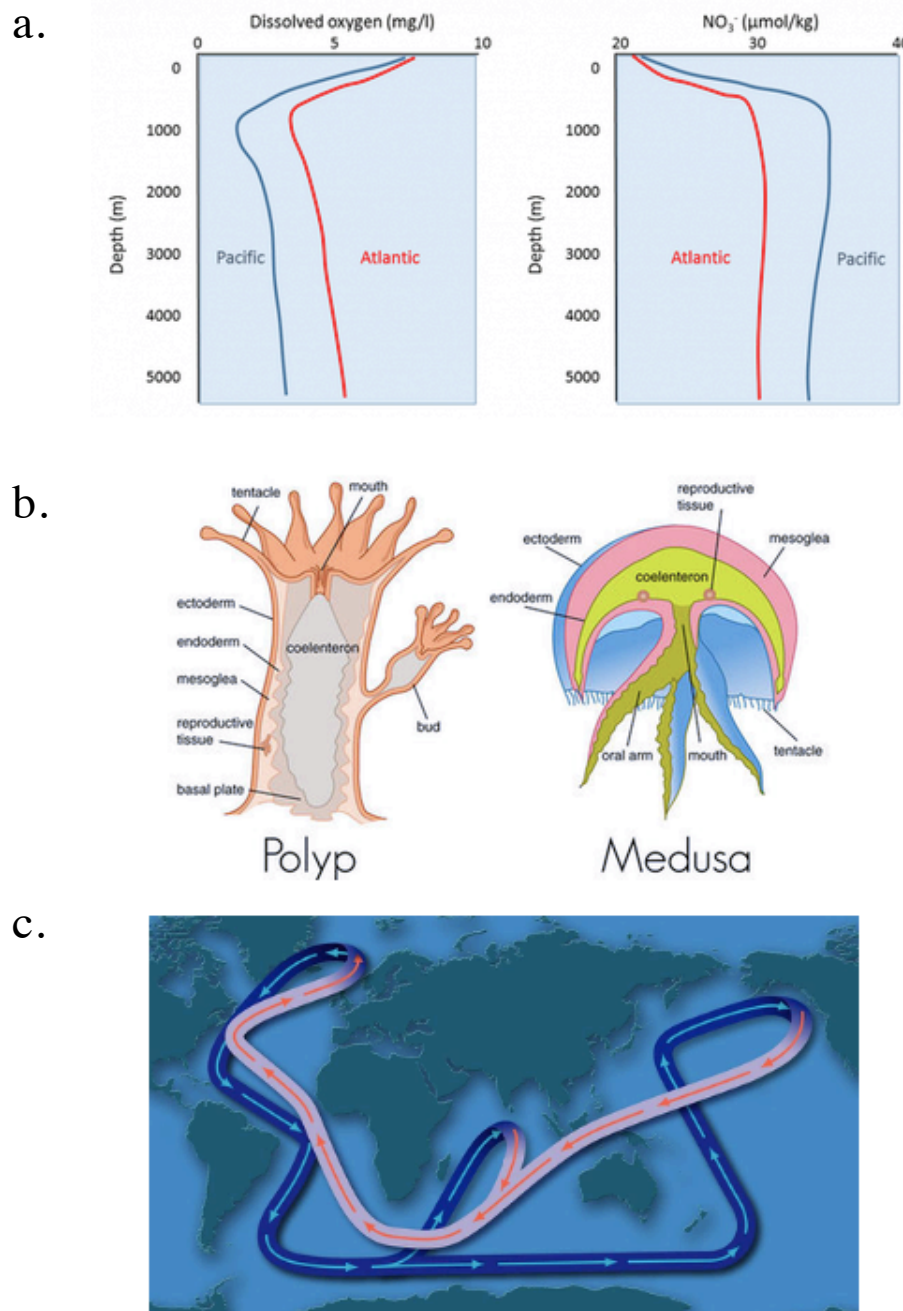 a.
Dissolved oxygen (mg/l)
0 5 10
0
1000
2000
3000
4000
5000
Depth (m)
Pacific
Atlantic
NO₃⁻ (µmol/kg)
20 30 40
0
1000
2000
3000
4000
5000
Depth (m)
Atlantic
Pacific
b.
tentacle
mouth
ectoderm
endoderm
coelenteron
mesoglea
reproductive
tissue
basal plate
bud
Polyp
reproductive
tissue
ectoderm
mesoglea
coelenteron
endoderm
oral arm
mouth
tentacle
Medusa
c.